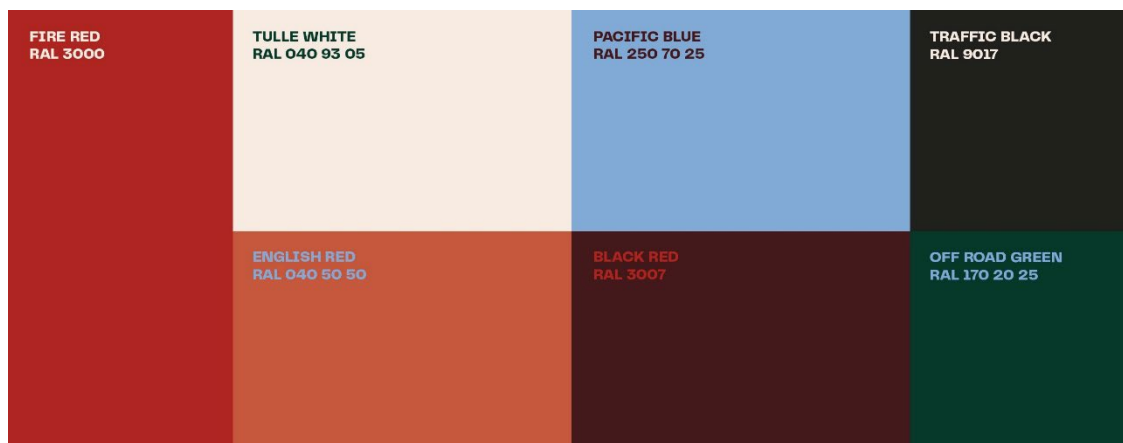 FIRE RED
RAL 3000
TULLE WHITE
RAL 040 93 05
PACIFIC BLUE
RAL 250 70 25
TRAFFIC BLACK
RAL 9017
ENGLISH RED
RAL 040 50 50
BLACK RED
RAL 3007
OFF ROAD GREEN
RAL 170 20 25